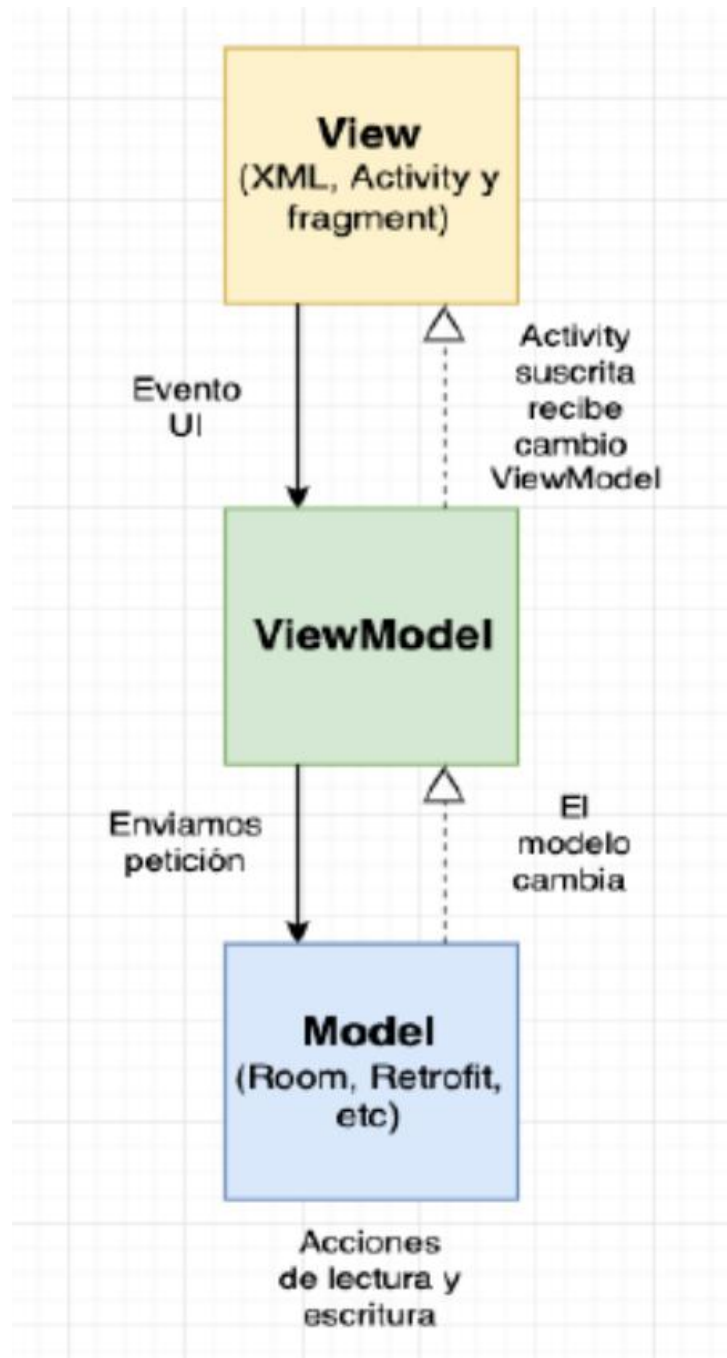 View
(XML, Activity y
fragment)
Evento
UI
Activity
suscrita
recibe
cambio
ViewModel
ViewModel
Enviamos
petición
El
modelo
cambia
Model
(Room, Retrofit,
etc)
Acciones
de lectura y
escritura